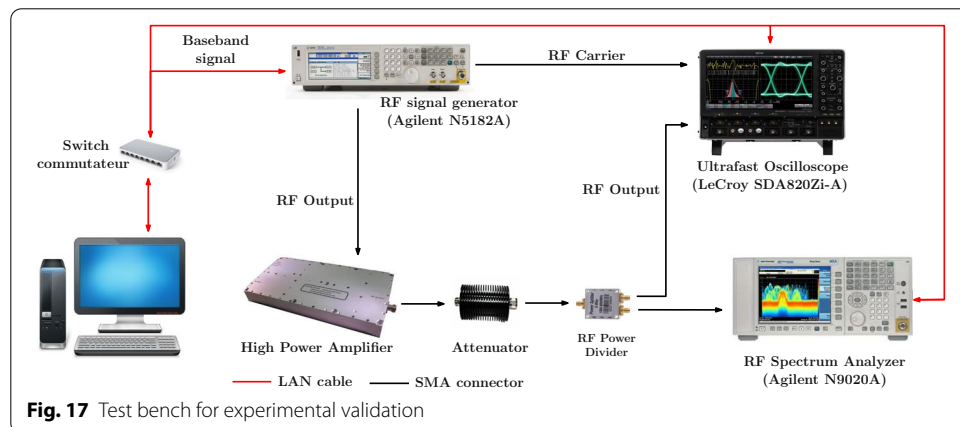 Baseband
signal
RF Carrier
RF signal generator
(Agilent N5182A)
Switch
commutateur
Ultrafast Oscilloscope
(LeCroy SDA820Zi-A)
RF Output
RF Output
High Power Amplifier
Attenuator
RF Power
Divider
RF Spectrum Analyzer
(Agilent N9020A)
LAN cable
SMA connector
Fig. 17 Test bench for experimental validation